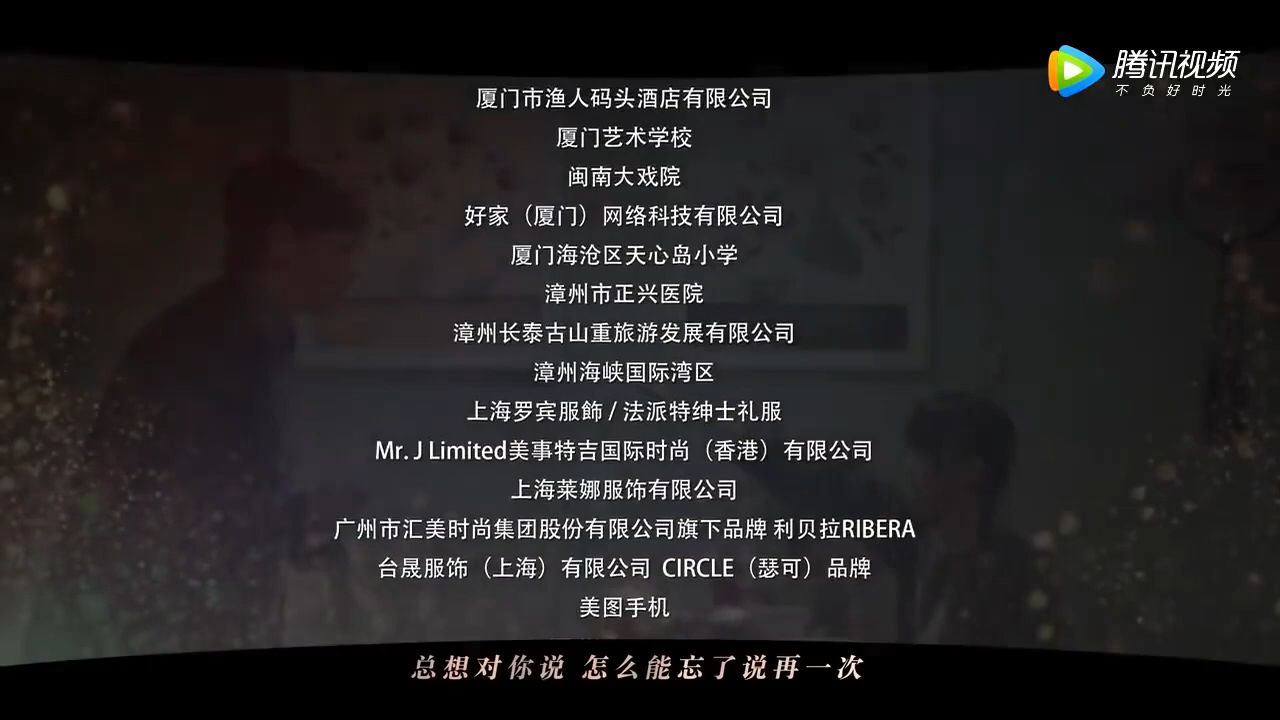 腾讯视频
不负好时光
厦门市渔人码头酒店有限公司
厦门艺术学校
闽南大戏院
好家（厦门）网络科技有限公司
厦门海沧区天心岛小学
漳州市正兴医院
漳州长泰古山重旅游发展有限公司
漳州海峡国际湾区
上海罗宾服飾 / 法派特绅士礼服
Mr. J Limited美事特吉国际时尚（香港）有限公司
上海莱娜服饰有限公司
广州市汇美时尚集团股份有限公司旗下品牌 利贝拉RIBERA
台晟服饰（上海）有限公司 CIRCLE（瑟可）品牌
美图手机
总想对你说 怎么能忘了说再一次